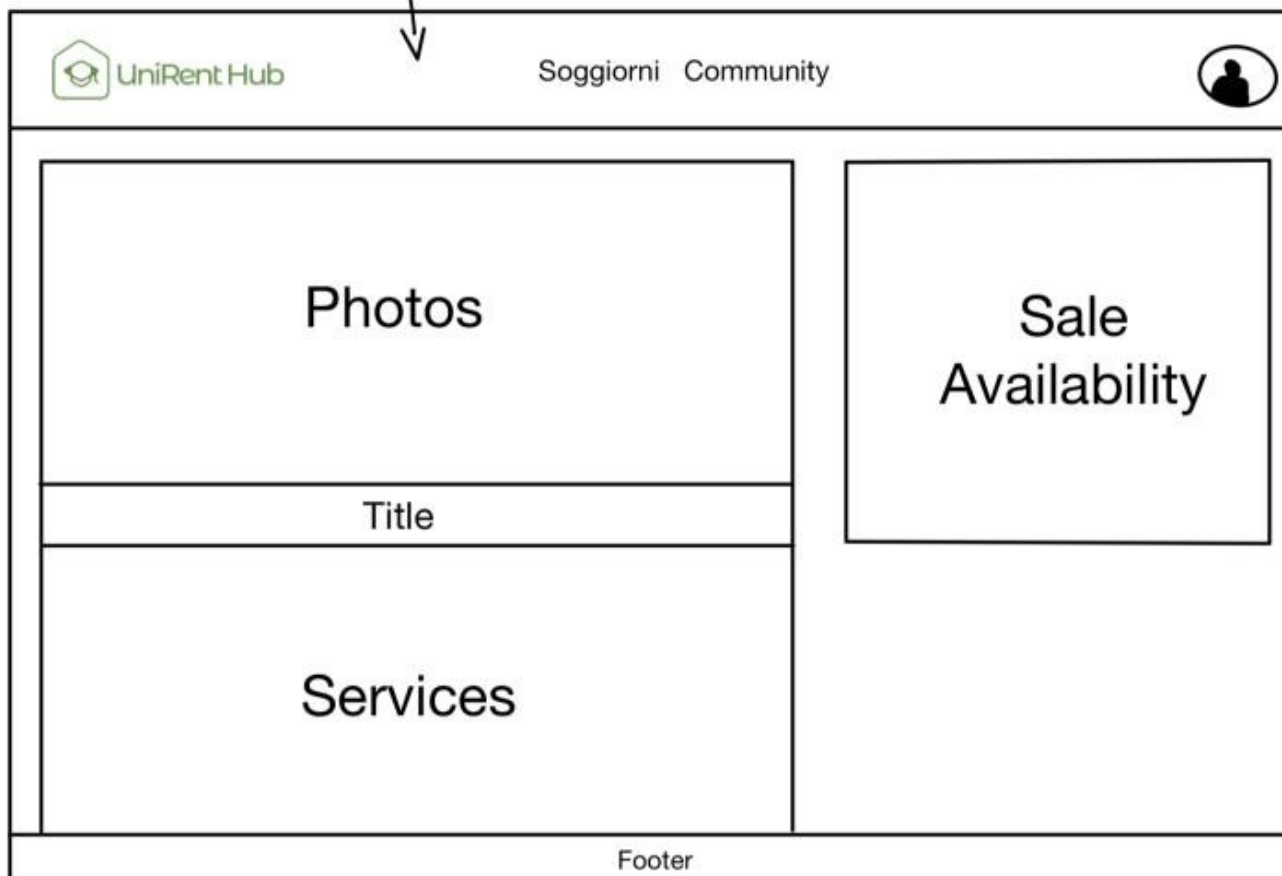 UniRent Hub
Soggiorni Community
Photos
Sale
Availability
Title
Services
Footer